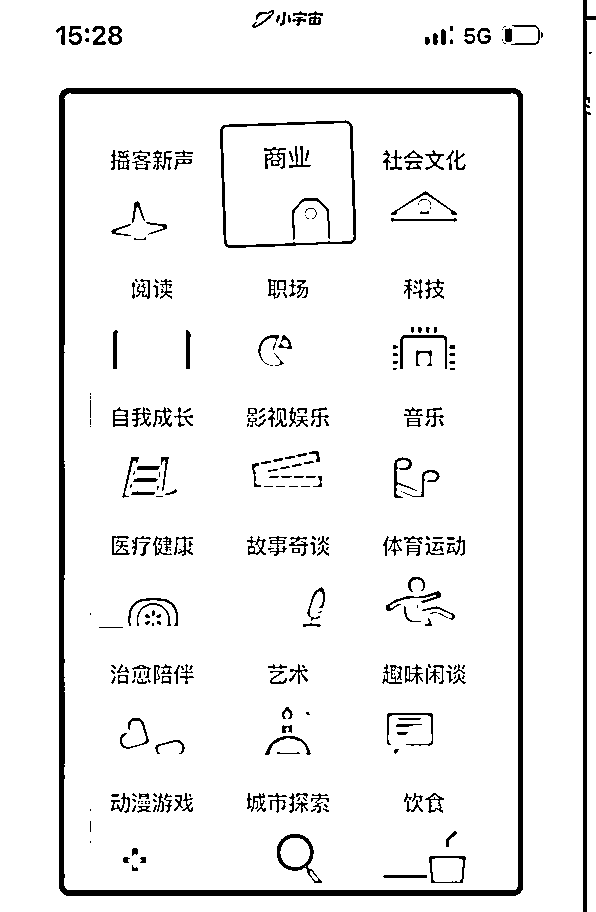 小宇宙
15:28
5G
播客新声 商业 社会文化
阅读 职场 科技
自我成长 影视娱乐 音乐
医疗健康 故事奇谈 体育运动
治愈陪伴 艺术 趣味闲谈
动漫游戏 城市探索 饮食